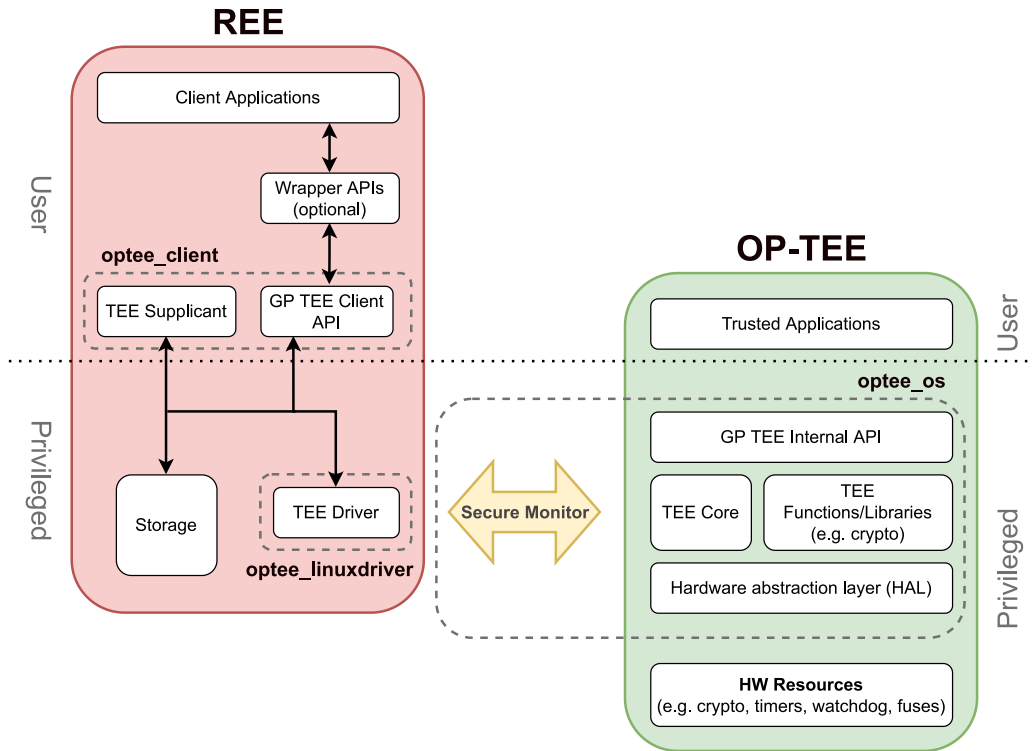 REE
Client Applications
User
Wrapper APIs
(optional)
optee_client
TEE Supplicant
GP TEE Client
API
Privileged
Storage
TEE Driver
optee_linuxdriver
Secure Monitor
OP-TEE
Trusted Applications
User
optee_os
GP TEE Internal API
TEE Core
TEE
Functions/Libraries
(e.g. crypto)
Privileged
Hardware abstraction layer (HAL)
HW Resources
(e.g. crypto, timers, watchdog, fuses)